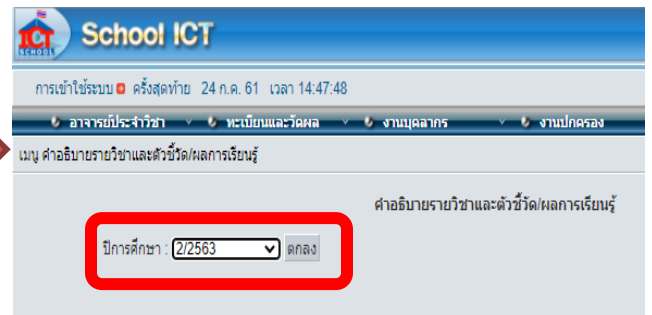 ICT
SCHOOL
School ICT
การเข้าใช้ระบบ ครั้งสุดท้าย 24 ก.ค. 61 เวลา 14:47:48
อาจารย์ประจำวิชา ทะเบียนและวัดผล งานบุคลากร งานปกครอง
เมนู คำอธิบายรายวิชาและตัวชี้วัด/ผลการเรียนรู้
คำอธิบายรายวิชาและตัวชี้วัด/ผลการเรียนรู้
ปีการศึกษา : 2/2563 ตกลง